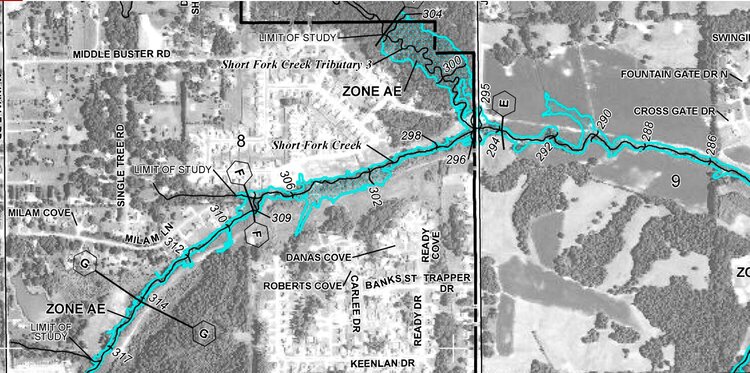 304
LIMIT OF STUDY
MIDDLE BUSTER RD
Short Fork Creek Tributary 3
300
ZONE AE
SWINGI
FOUNTAIN GATE DR N
CROSS GATE DR
295
E
294
292
290
288
286
8
298
296
Short Fork Creek
SINGLE TREE RD
LIMIT OF STUDY
F
306
302
9
MILAM COVE
310
309
F
MILAM LN
312
DANAS COVE
READY COVE
G
ROBERTS COVE
CARLEE DR
BANKS ST
TRAPPER DR
ZONE AE
314
G
READY DR
LIMIT OF STUDY
317
KEENLAN DR